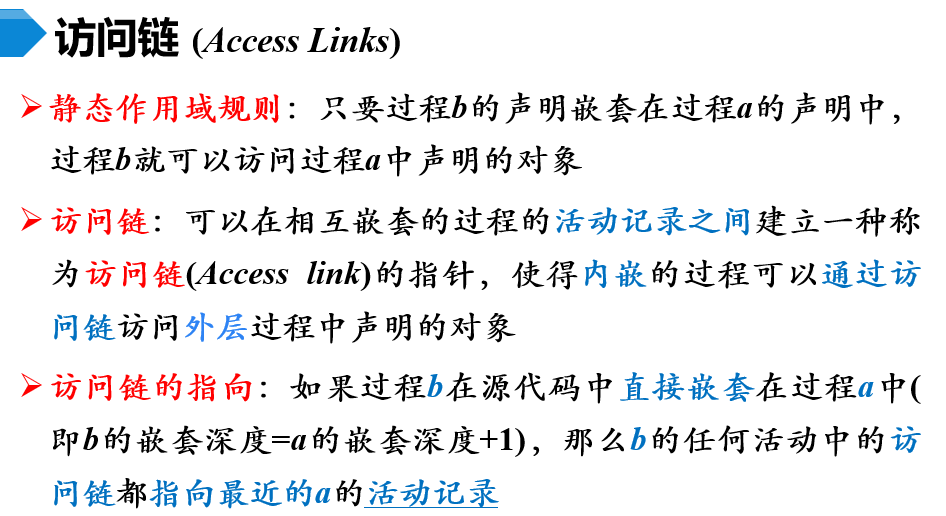 访问链 (Access Links)
➢静态作用域规则：只要过程b的声明嵌套在过程a的声明中，
过程b就可以访问过程a中声明的对象
➢访问链：可以在相互嵌套的过程的活动记录之间建立一种称
为访问链(Access link)的指针，使得内嵌的过程可以通过访
问链访问外层过程中声明的对象
➢访问链的指向：如果过程b在源代码中直接嵌套在过程a中(
即b的嵌套深度=a的嵌套深度+1)，那么b的任何活动中的访
问链都指向最近的a的活动记录